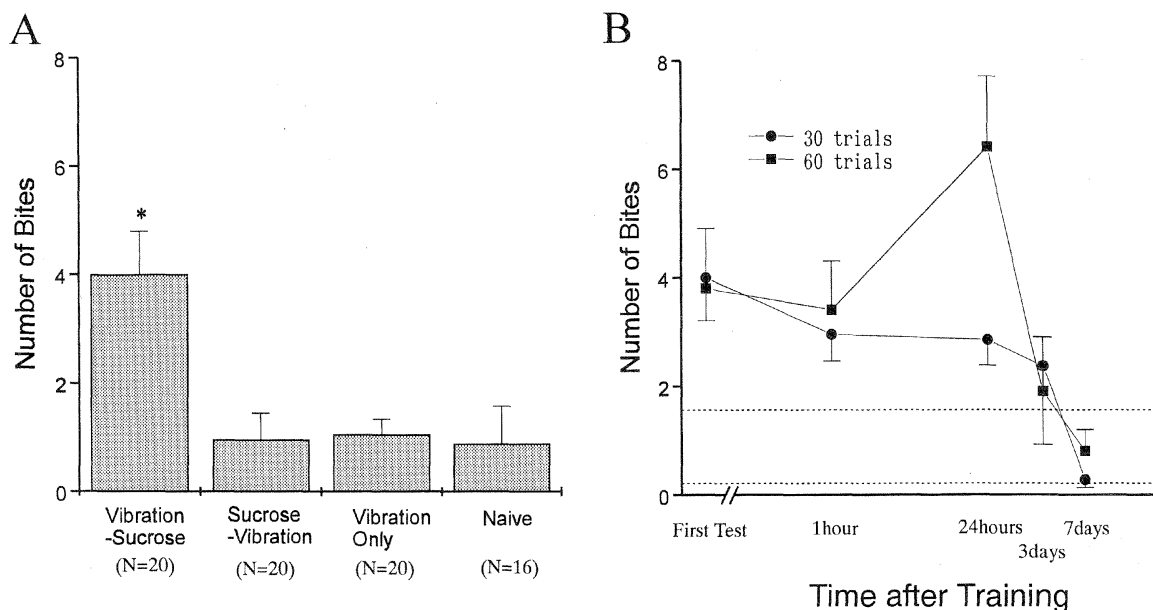 A
8
6
4
2
0
Number of Bites
*
Vibration
-Sucrose
(N=20)
Sucrose
-Vibration
(N=20)
Vibration
Only
(N=20)
Naive
(N=16)
B
8
6
4
2
0
Number of Bites
30 trials
60 trials
First Test
1hour
24hours
3days
7days
Time after Training